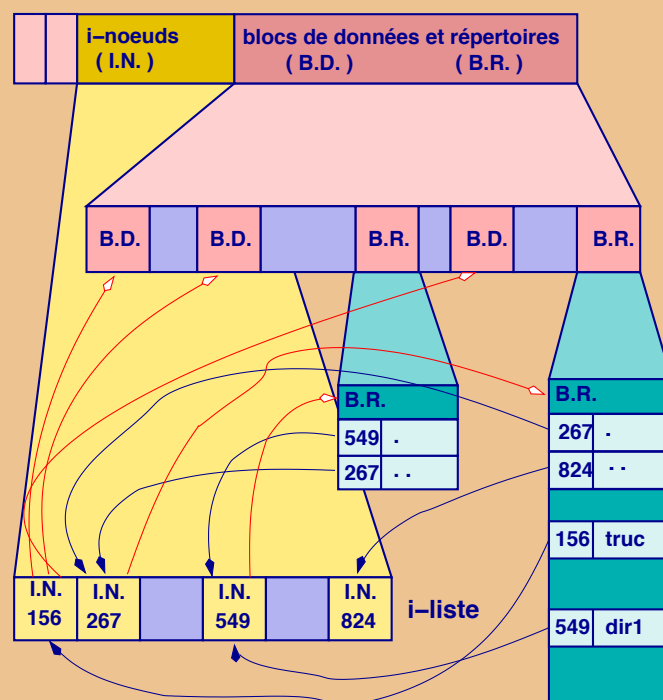 i–noeuds
( I.N. )
blocs de données et répertoires
( B.D. ) ( B.R. )
B.D. B.D. B.R. B.D. B.R.
B.R.
549 .
267 . .
B.R.
267 .
824 . .
156 truc
549 dir1
I.N. I.N. I.N. I.N.
156 267 549 824
i–liste